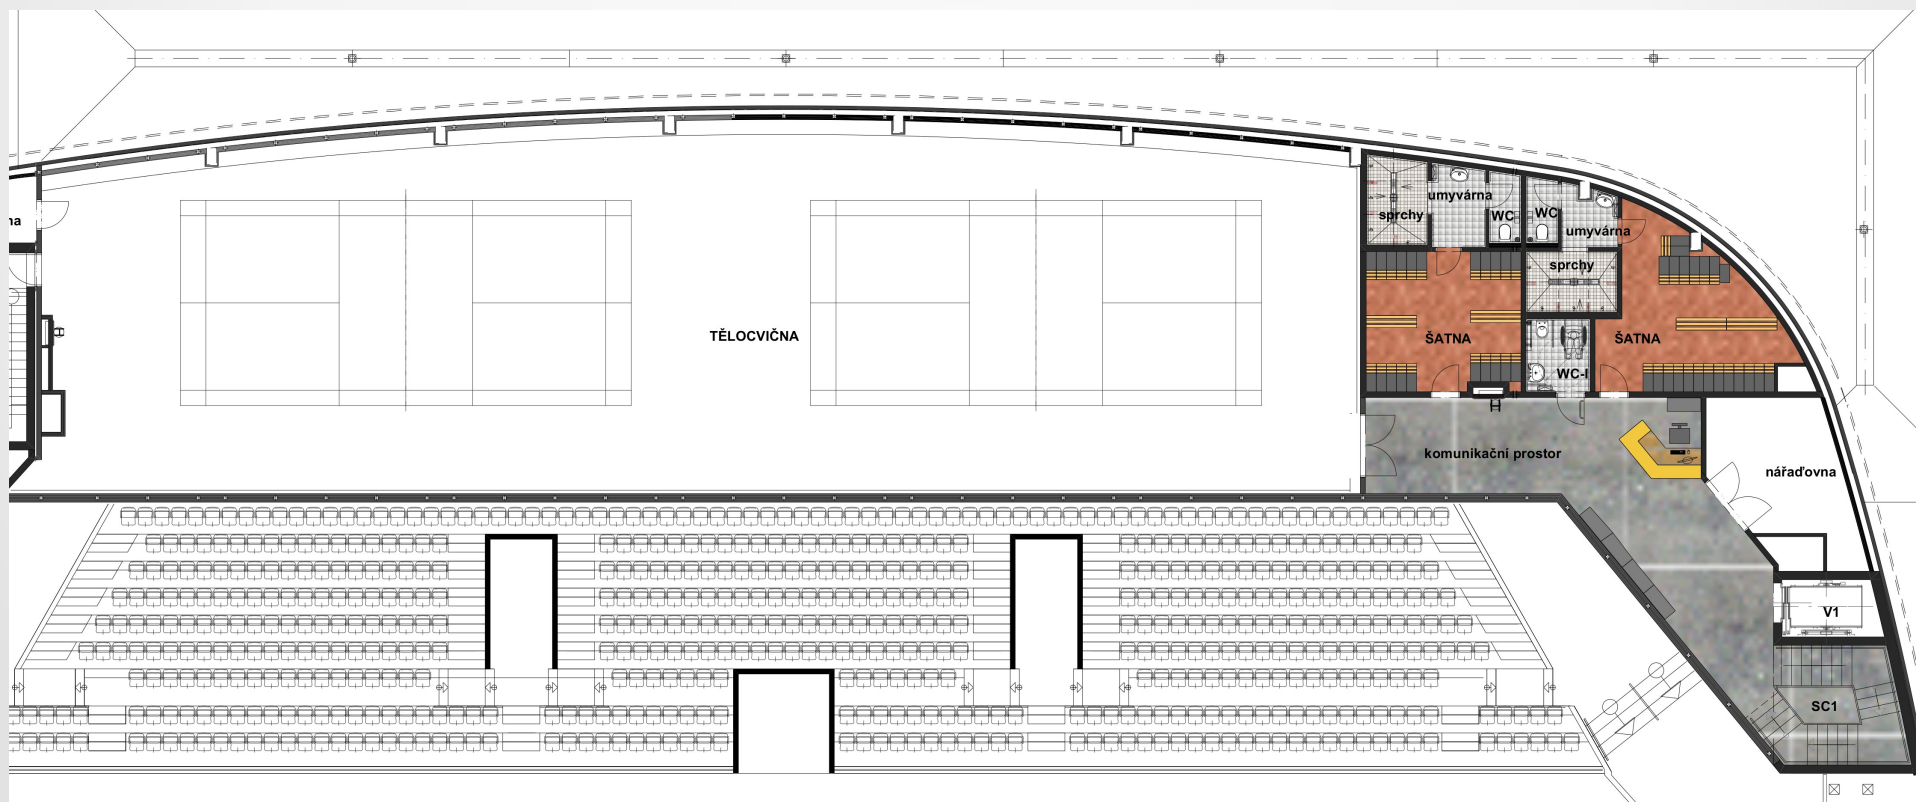 na
sprchy
umyvárna
WC
WC
umyvárna
sprchy
TĚLOCVIČNA
ŠATNA
ŠATNA
WC-I
H
H
komunikační prostor
nářaďovna
V1
SC1